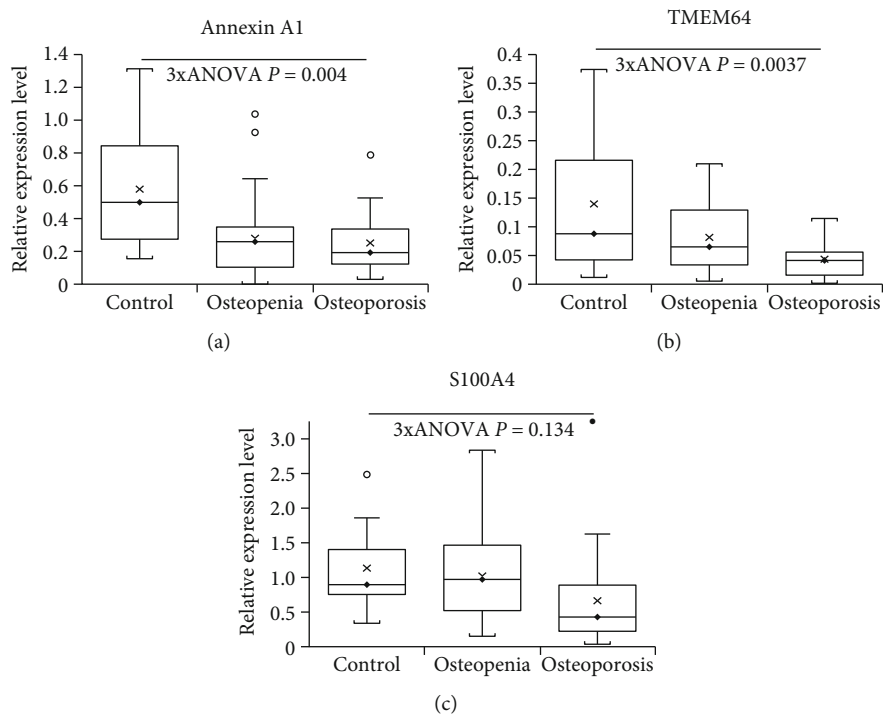 Annexin A1
3xANOVA P = 0.004
Relative expression level
1.4
1.2
1.0
0.8
0.6
0.4
0.2
0
Control Osteopenia Osteoporosis
(a)
TMEM64
3xANOVA P = 0.0037
Relative expression level
0.4
0.35
0.3
0.2
0.2
0.15
0.1
0.05
0
Control Osteopenia Osteoporosis
(b)
S100A4
3xANOVA P = 0.134
Relative expression level
3.0
2.5
2.0
1.5
1.0
0.5
0
Control Osteopenia Osteoporosis
(c)